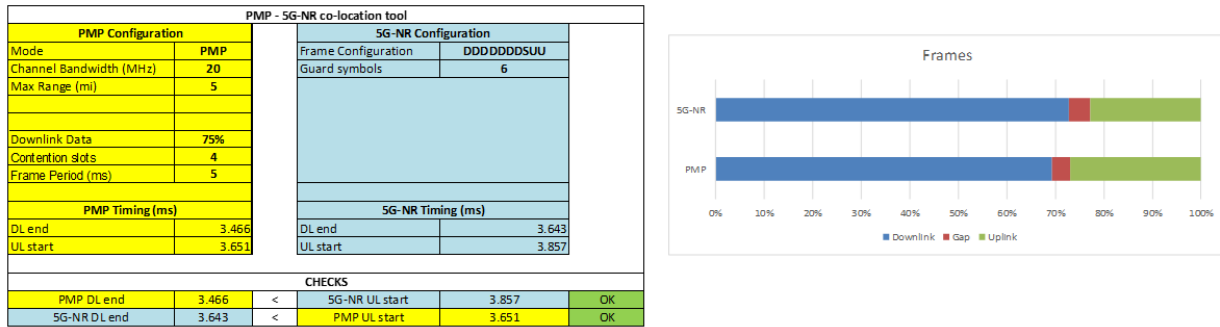 PMP - 5G-NR co-location tool
PMP Configuration 5G-NR Configuration
Mode PMP Frame Configuration DDDDDDDSUU
Channel Bandwidth (MHz) 20 Guard symbols 6
Max Range (mi) 5
Downlink Data 75%
Contention slots 4
Frame Period (ms) 5
PMP Timing (ms) 5G-NR Timing (ms)
DL end 3.466 DL end 3.643
UL start 3.651 UL start 3.857
CHECKS
PMP DL end 3.466 < 5G-NR UL start 3.857 OK
5G-NR DL end 3.643 < PMP UL start 3.651 OK
Frames
5G-NR
PMP
0% 10% 20% 30% 40% 50% 60% 70% 80% 90% 100%
Downlink Gap Uplink